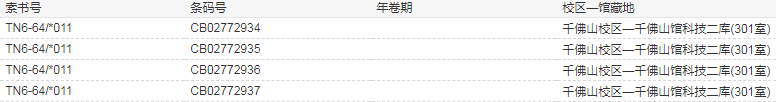 索书号 条码号 年卷期 校区—馆藏地
TN6-64/*011 CB02772934 千佛山校区—千佛山馆科技二库(301室)
TN6-64/*011 CB02772935 千佛山校区—千佛山馆科技二库(301室)
TN6-64/*011 CB02772936 千佛山校区—千佛山馆科技二库(301室)
TN6-64/*011 CB02772937 千佛山校区—千佛山馆科技二库(301室)